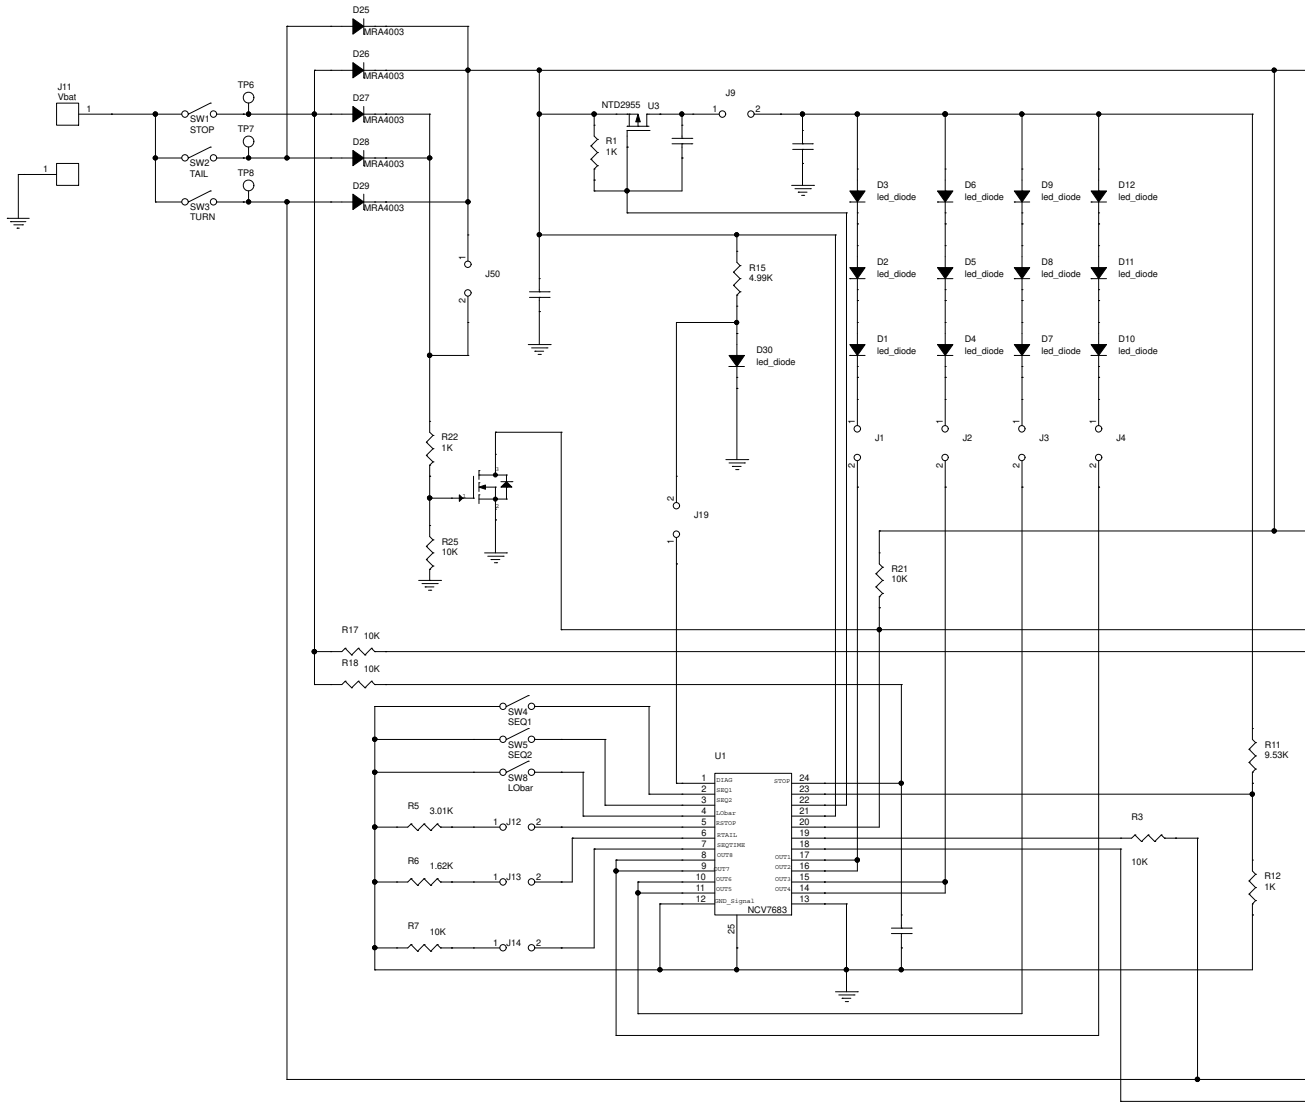 D25
MRA4003
D26
MRA4003
J11
Vbat
1
TP6
D27
MRA4003
SW1
STOP
TP7
D28
MRA4003
SW2
TAIL
1
TP8
D29
MRA4003
SW3
TURN
NTD2955 U3
J9
1 2
R1
1K
D3
led_diode
D6
led_diode
D9
led_diode
D12
led_diode
1
J50
2
R15
4.99K
D2
led_diode
D5
led_diode
D8
led_diode
D11
led_diode
D30
led_diode
D1
led_diode
D4
led_diode
D7
led_diode
D10
led_diode
1
J1
2
1
J2
2
1
J3
2
1
J4
2
R22
1K
R25
10K
2
J19
1
R21
10K
R17
10K
R18
10K
SW4
SEQ1
SW5
SEQ2
SW8
LObar
R5 3.01K
1 J12 2
R6
1.62K
1 J13 2
R7
10K
1 J14 2
U1
1 DIAG STOP 24
2 SEQ1 23
3 SEQ2 22
4 LObar 21
5 RSTOP 20
6 RTAIL 19
7 SEQTIME 18
8 OUT8 OUT1 17
9 OUT7 OUT2 16
10 OUT6 OUT3 15
11 OUT5 OUT4 14
12 GND_Signal 13
NCV7683
25
R11
9.53K
R3
10K
R12
1K